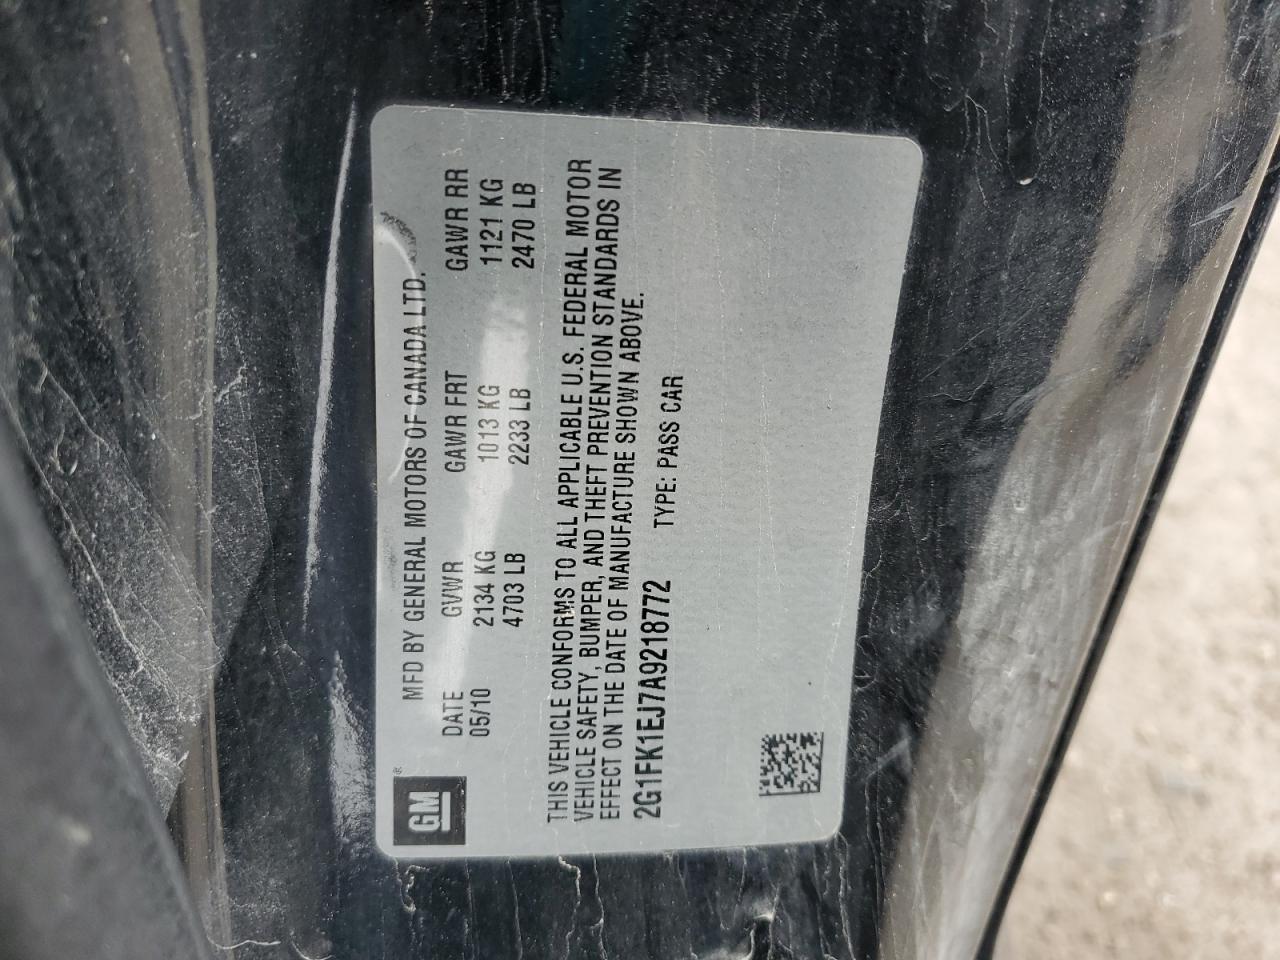 GM ®
MFD BY GENERAL MOTORS OF CANADA LTD.
DATE GVWR GAWR FRT GAWR RR
05/10 2134 KG 1013 KG 1121 KG
4703 LB 2233 LB 2470 LB
THIS VEHICLE CONFORMS TO ALL APPLICABLE U.S. FEDERAL MOTOR
VEHICLE SAFETY, BUMPER, AND THEFT PREVENTION STANDARDS IN
EFFECT ON THE DATE OF MANUFACTURE SHOWN ABOVE.
2G1FK1EJ7A9218772 TYPE: PASS CAR